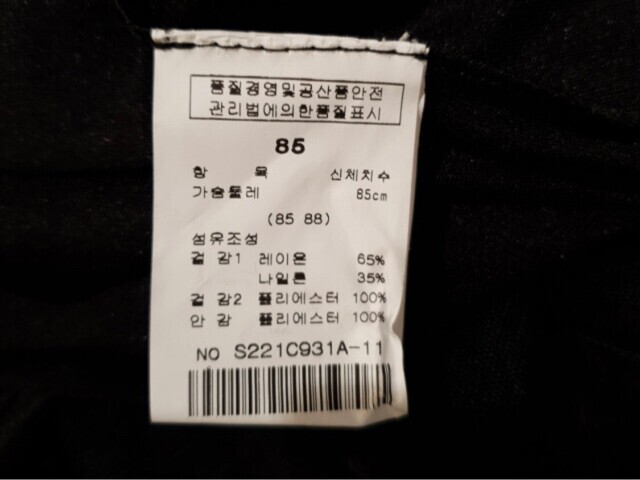 품질경영및공산품안전
관리법에의한품질표시
85
항 목 신체치수
가슴둘레 85cm
(85 88)
섬유조성
겉 감1 레이온 65%
나일론 35%
겉 감2 폴리에스터 100%
안 감 폴리에스터 100%
NO S221C931A-11